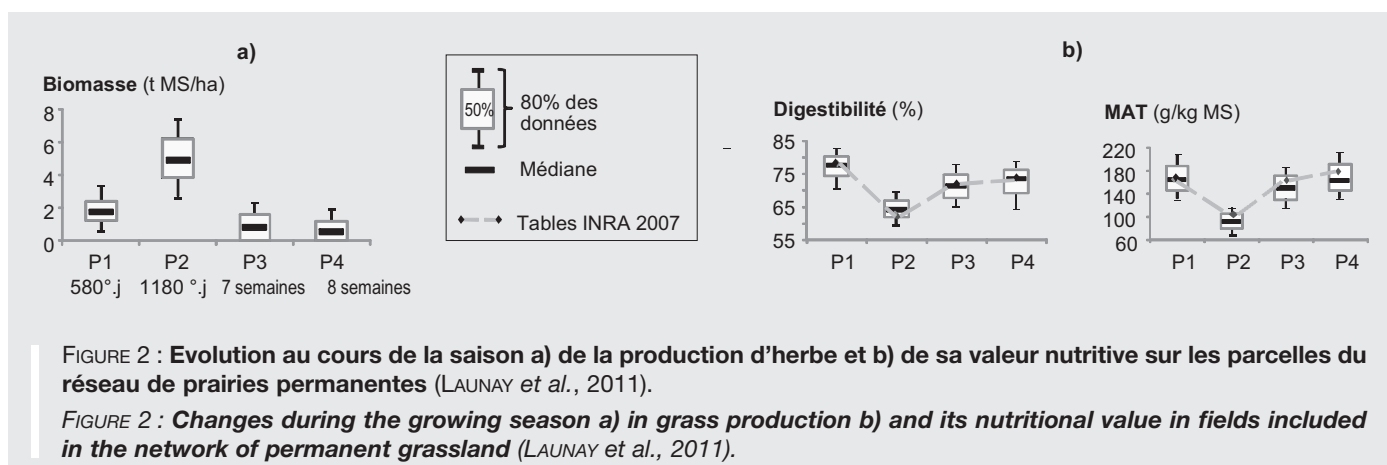 a)
Biomasse (t MS/ha)
8
6
4
2
0
P1 P2 P3 P4
580°.j 1180 °.j 7 semaines 8 semaines
50%
80% des
données
Médiane
Tables INRA 2007
b)
Digestibilité (%)
85
75
65
55
P1 P2 P3 P4
MAT (g/kg MS)
220
180
140
100
60
P1 P2 P3 P4
FIGURE 2 : Evolution au cours de la saison a) de la production d'herbe et b) de sa valeur nutritive sur les parcelles du
réseau de prairies permanentes (LAUNAY et al., 2011).
FIGURE 2 : Changes during the growing season a) in grass production b) and its nutritional value in fields included
in the network of permanent grassland (LAUNAY et al., 2011).